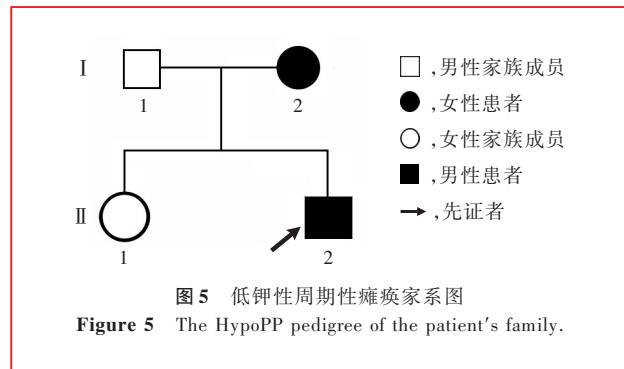 Ⅰ
1
2
Ⅱ
1
2
,男性家族成员
,女性患者
,女性家族成员
,男性患者
,先证者
图5 低钾性周期性瘫痪家系图
Figure 5 The HypoPP pedigree of the patient's family.